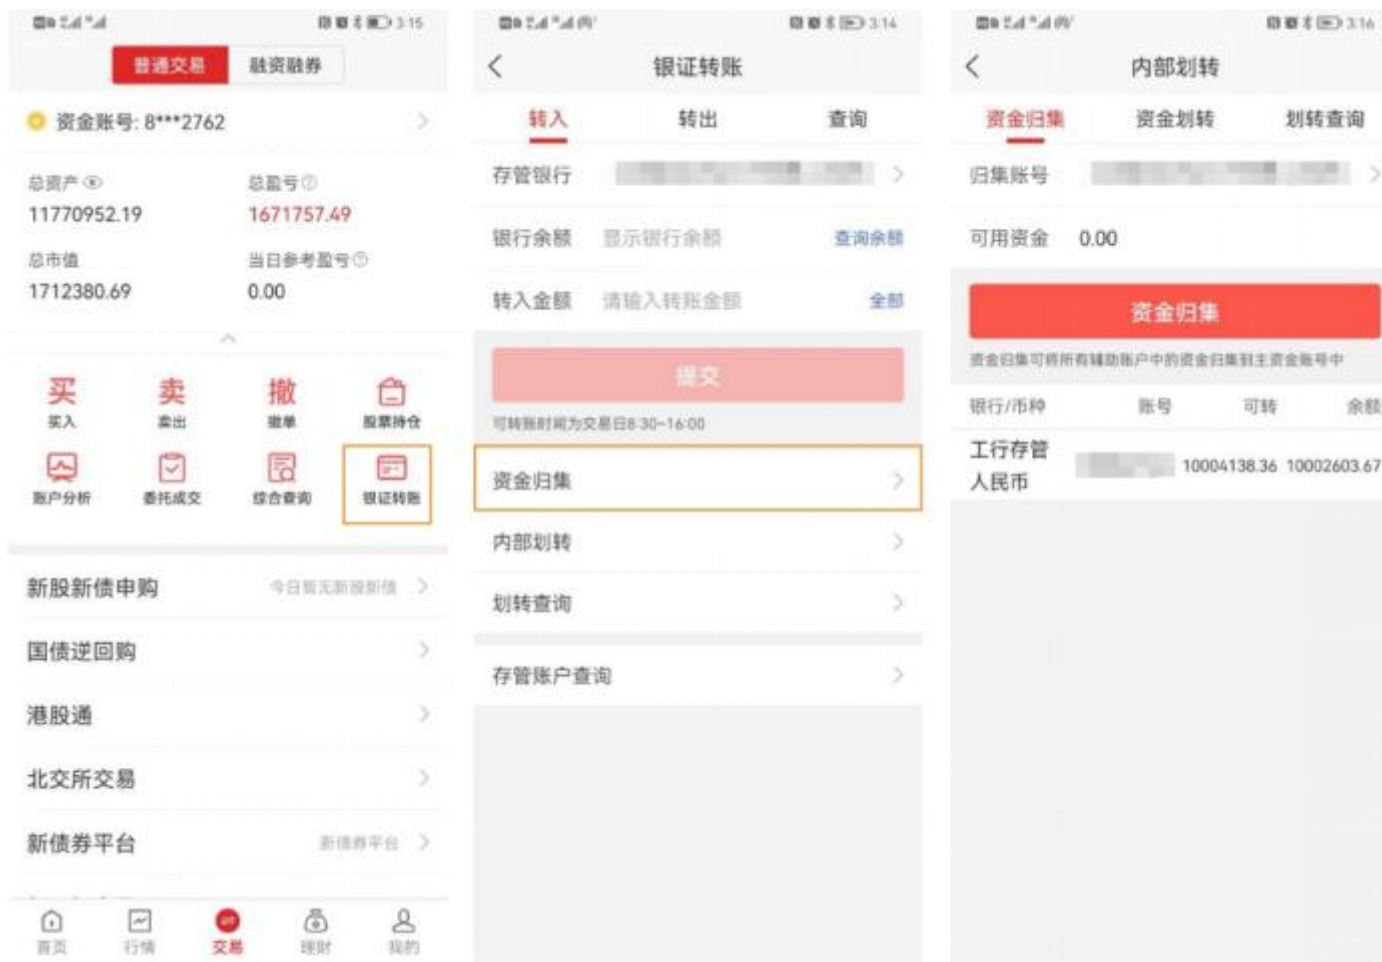 3:15
普通交易 融资融券
资金账号: 8***2762
总资产 总盈亏
11770952.19 1671757.49
总市值 当日参考盈亏
1712380.69 0.00
买 卖 撤
买入 卖出 撤单 股票持仓
账户分析 委托成交 综合查询 银证转账
新股新债申购 今日暂无新股新债
国债逆回购
港股通
北交所交易
新债券平台 新债券平台
首页 行情 交易 理财 我的
3:14
银证转账
转入 转出 查询
存管银行
银行余额 显示银行余额 查询余额
转入金额 请输入转账金额 全部
提交
可转账时间为交易日8:30~16:00
资金归集
内部划转
划转查询
存管账户查询
3:16
内部划转
资金归集 资金划转 划转查询
归集账号
可用资金 0.00
资金归集
资金归集可将所有辅助账户中的资金归集到主资金账号中
银行/币种 账号 可转 余额
工行存管
人民币 10004138.36 10002603.67